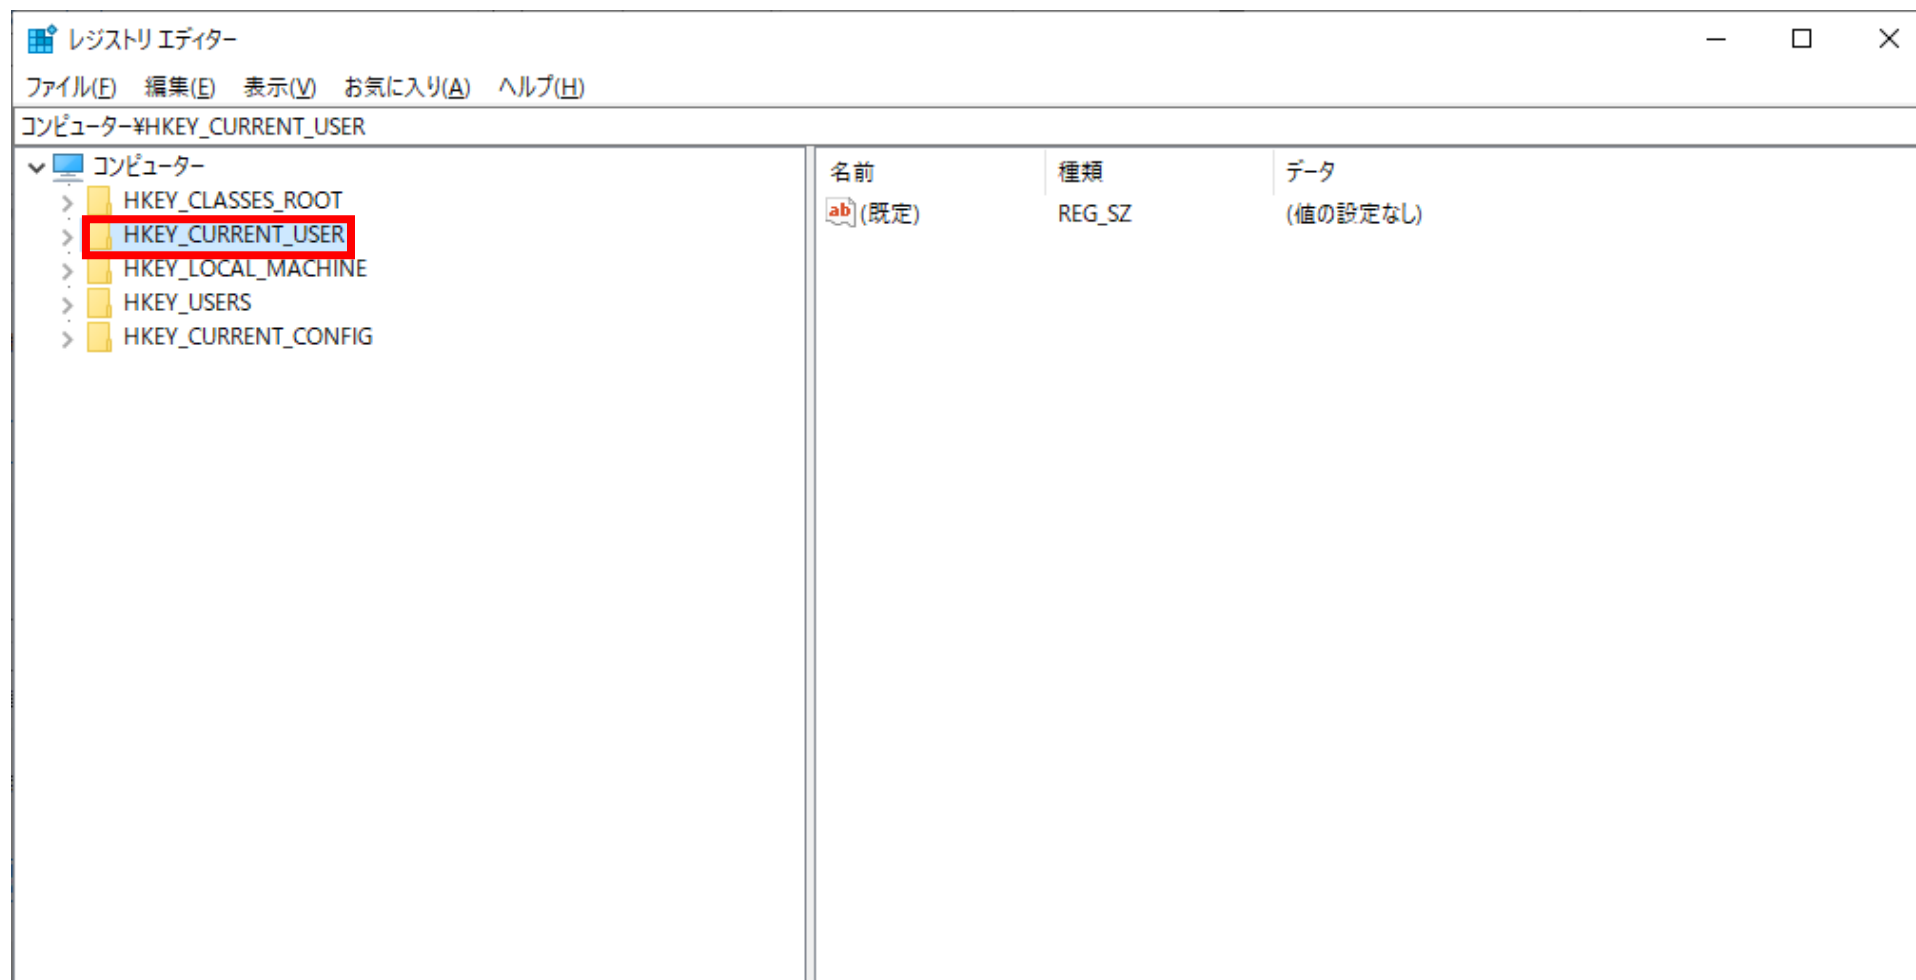 レジストリ エディター
ファイル(F) 編集(E) 表示(V) お気に入り(A) ヘルプ(H)
コンピューター¥HKEY_CURRENT_USER
コンピューター
HKEY_CLASSES_ROOT
HKEY_CURRENT_USER
HKEY_LOCAL_MACHINE
HKEY_USERS
HKEY_CURRENT_CONFIG
名前 種類 データ
ab (既定) REG_SZ (値の設定なし)